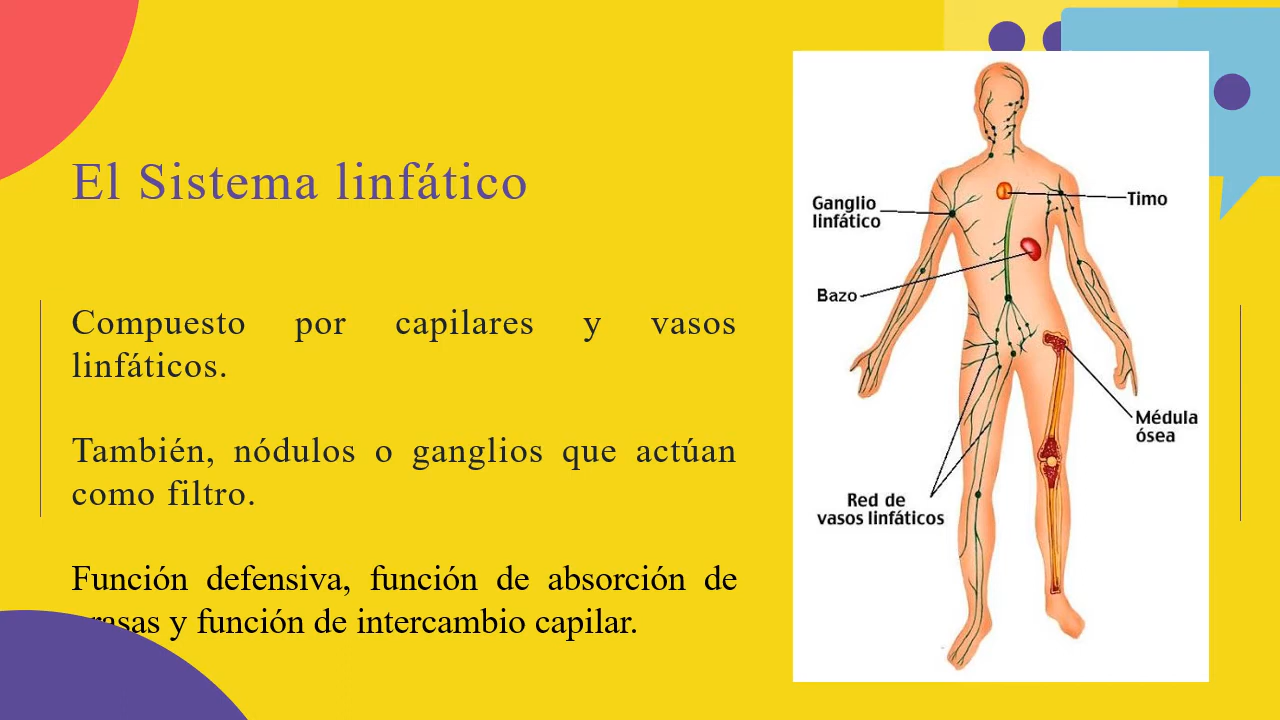 El Sistema linfático
Compuesto por capilares y vasos
linfáticos.
También, nódulos o ganglios que actúan
como filtro.
Función defensiva, función de absorción de
y función de intercambio capilar.
Ganglio
linfático
Timo
Bazo
Médula
ósea
Red de
vasos linfáticos